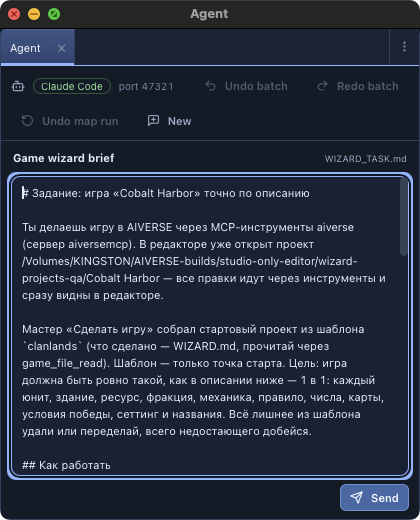 Agent
Agent
Claude Code port 47321 Undo batch Redo batch
Undo map run New
Game wizard brief WIZARD_TASK.md
# Задание: игра «Cobalt Harbor» точно по описанию
Ты делаешь игру в AIVERSE через MCP-инструменты aiverse
(сервер aiversemcp). В редакторе уже открыт проект
/Volumes/KINGSTON/AIVERSE-builds/studio-only-editor/wizard-
projects-qa/Cobalt Harbor — все правки идут через инструменты и
сразу видны в редакторе.
Мастер «Сделать игру» собрал стартовый проект из шаблона
`clanlands` (что сделано — WIZARD.md, прочитай через
game_file_read). Шаблон — только точка старта. Цель: игра
должна быть ровно такой, как в описании ниже — 1 в 1: каждый
юнит, здание, ресурс, фракция, механика, правило, числа, карты,
условия победы, сеттинг и названия. Всё лишнее из шаблона
удали или переделай, всего недостающего добейся.
## Как работать
Send